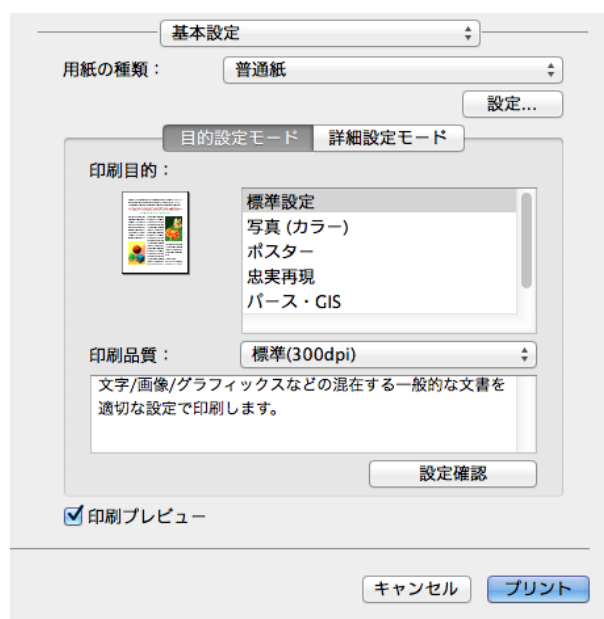 基本設定
用紙の種類： 普通紙
設定...
目的設定モード 詳細設定モード
印刷目的：
標準設定
写真 (カラー)
ポスター
忠実再現
パース・GIS
印刷品質： 標準(300dpi)
文字/画像/グラフィックスなどの混在する一般的な文書を
適切な設定で印刷します。
設定確認
印刷プレビュー
キャンセル プリント